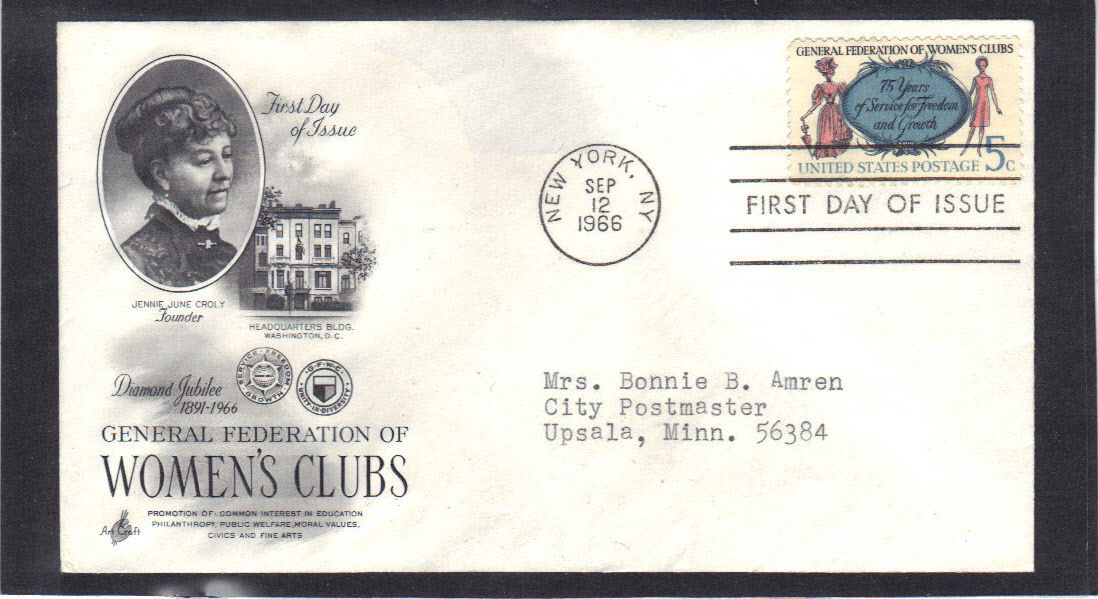 First Day
of Issue
JENNIE JUNE CROLY
Founder
HEADQUARTERS BLDG.
WASHINGTON, D.C.
Diamond Jubilee
1891-1966
SERVICE FREEDOM GROWTH
G.F.W.C.
UNITY-IN-DIVERSITY
GENERAL FEDERATION OF
WOMEN'S CLUBS
PROMOTION OF COMMON INTEREST IN EDUCATION
PHILANTHROPY, PUBLIC WELFARE, MORAL VALUES,
CIVICS AND FINE ARTS
Art Craft
NEW YORK, NY
SEP
12
1966
GENERAL FEDERATION OF WOMEN'S CLUBS
75 Years
of Service for Freedom
and Growth
UNITED STATES POSTAGE 5c
FIRST DAY OF ISSUE
Mrs. Bonnie B. Amren
City Postmaster
Upsala, Minn. 56384